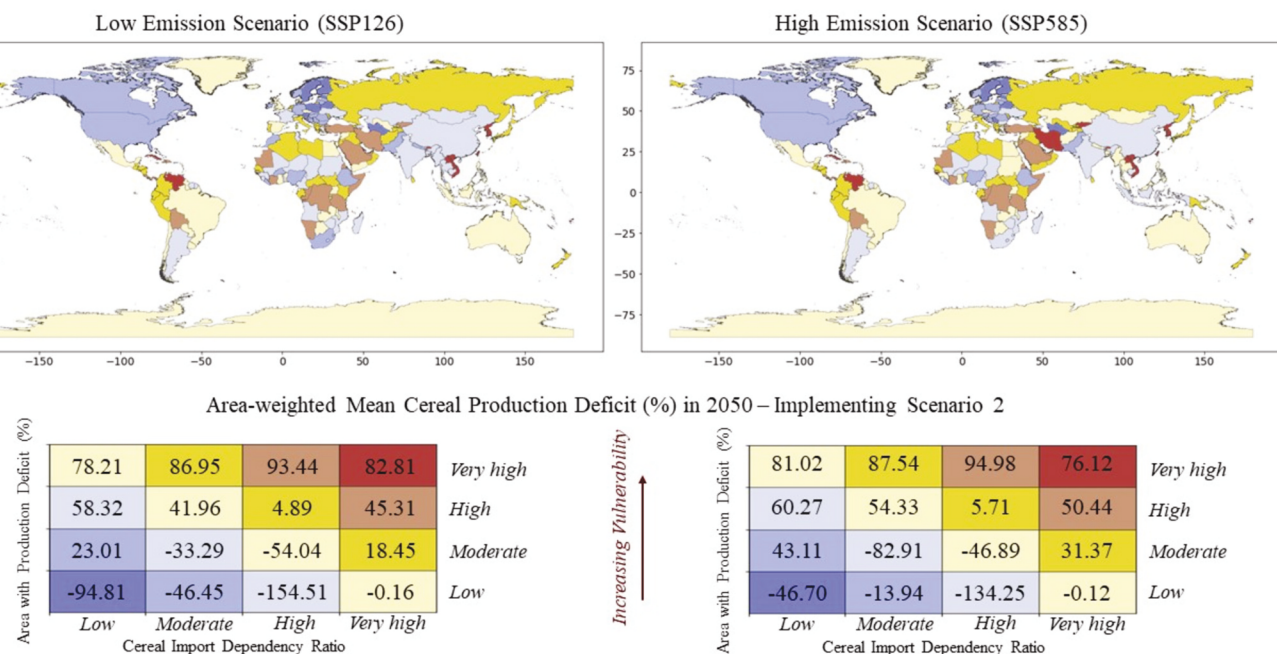 Low Emission Scenario (SSP126)
High Emission Scenario (SSP585)
75
50
25
0
−25
−50
−75
−150 −100 −50 0 50 100 150
−150 −100 −50 0 50 100 150
Area-weighted Mean Cereal Production Deficit (%) in 2050 – Implementing Scenario 2
Area with Production Deficit (%)
78.21 86.95 93.44 82.81 Very high
58.32 41.96 4.89 45.31 High
23.01 -33.29 -54.04 18.45 Moderate
-94.81 -46.45 -154.51 -0.16 Low
Low Moderate High Very high
Cereal Import Dependency Ratio
Increasing Vulnerability
Area with Production Deficit (%)
81.02 87.54 94.98 76.12 Very high
60.27 54.33 5.71 50.44 High
43.11 -82.91 -46.89 31.37 Moderate
-46.70 -13.94 -134.25 -0.12 Low
Low Moderate High Very high
Cereal Import Dependency Ratio